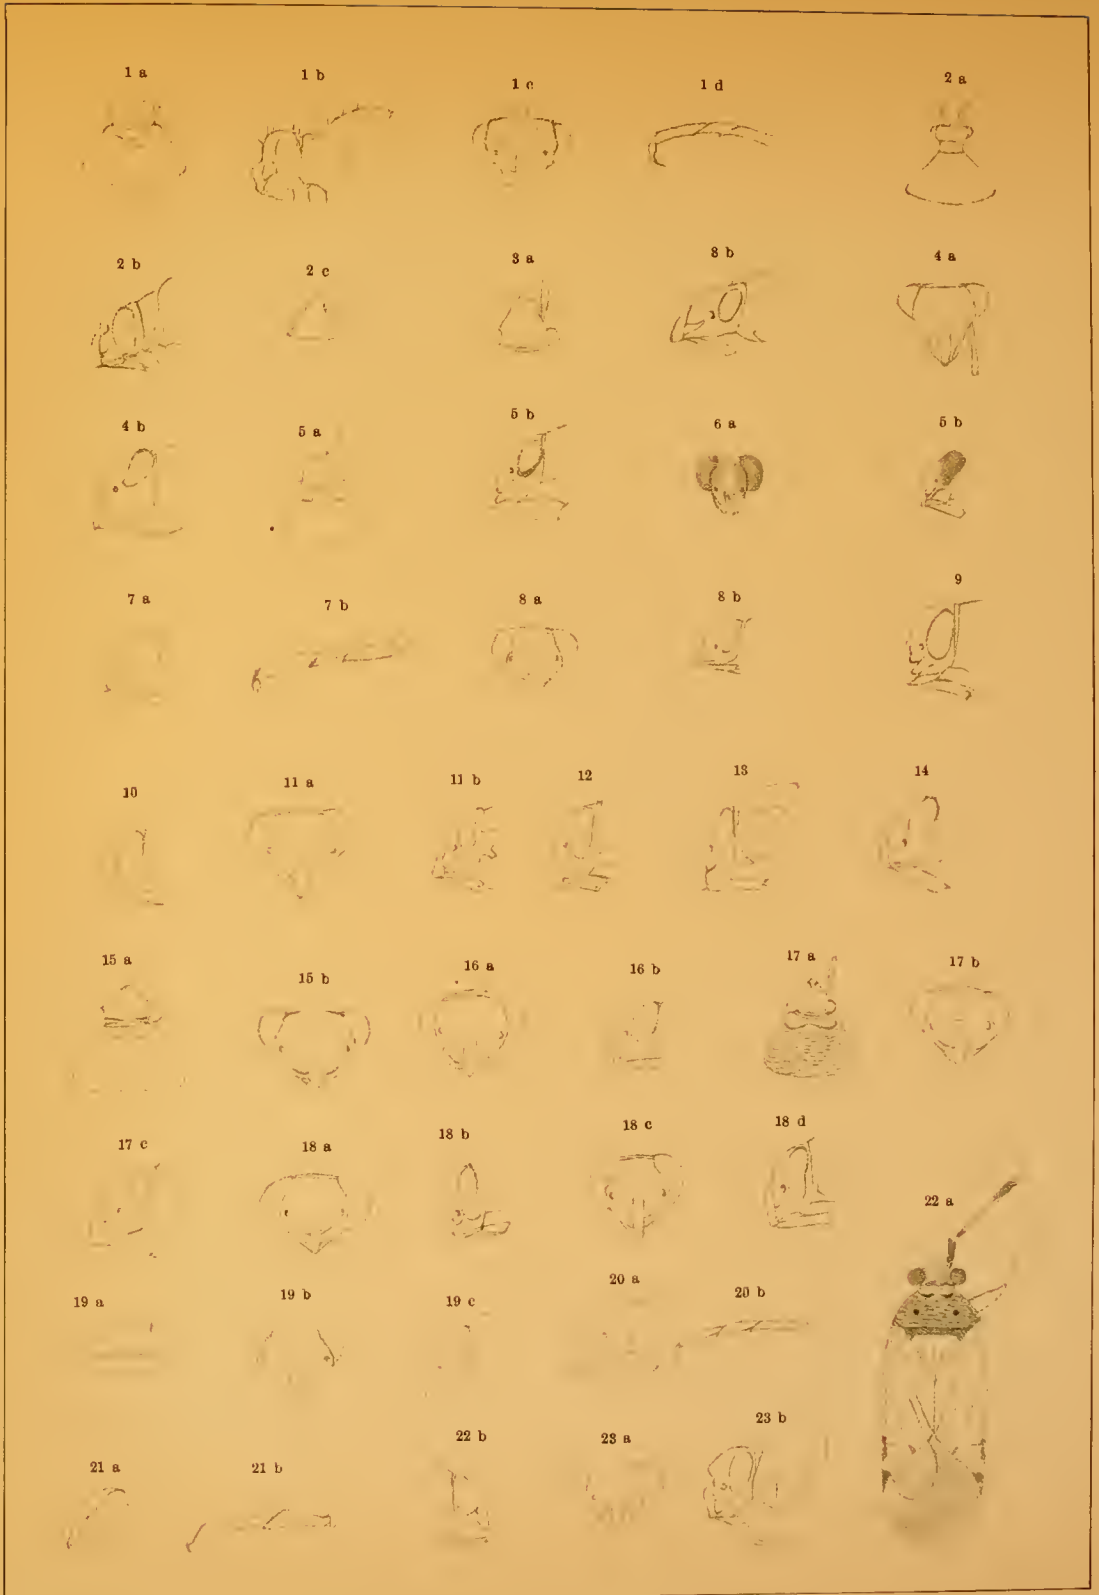 1 a 1 b 1 c 1 d 2 a
2 b 2 c 3 a 3 b 4 a
4 b 5 a 5 b 6 a 5 b
7 a 7 b 8 a 8 b 9
10 11 a 11 b 12 13 14
15 a 15 b 16 a 16 b 17 a 17 b
17 c 18 a 18 b 18 c 18 d
22 a
19 a 19 b 19 c 20 a 20 b
21 a 21 b 22 b 23 a 23 b